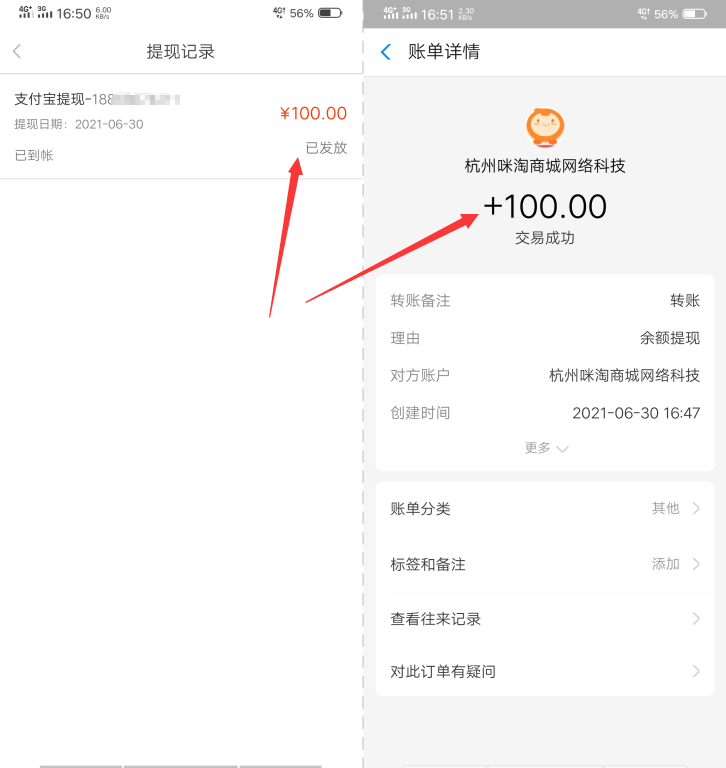 4G+ 3G 16:50 6.00 KB/s
4G 56%
提现记录
支付宝提现-188
¥100.00
提现日期：2021-06-30
已发放
已到帐
4G+ 3G 16:51 2.30 KB/s
4G 56%
账单详情
杭州咪淘商城网络科技
+100.00
交易成功
转账备注 转账
理由 余额提现
对方账户 杭州咪淘商城网络科技
创建时间 2021-06-30 16:47
更多
账单分类 其他
标签和备注 添加
查看往来记录
对此订单有疑问